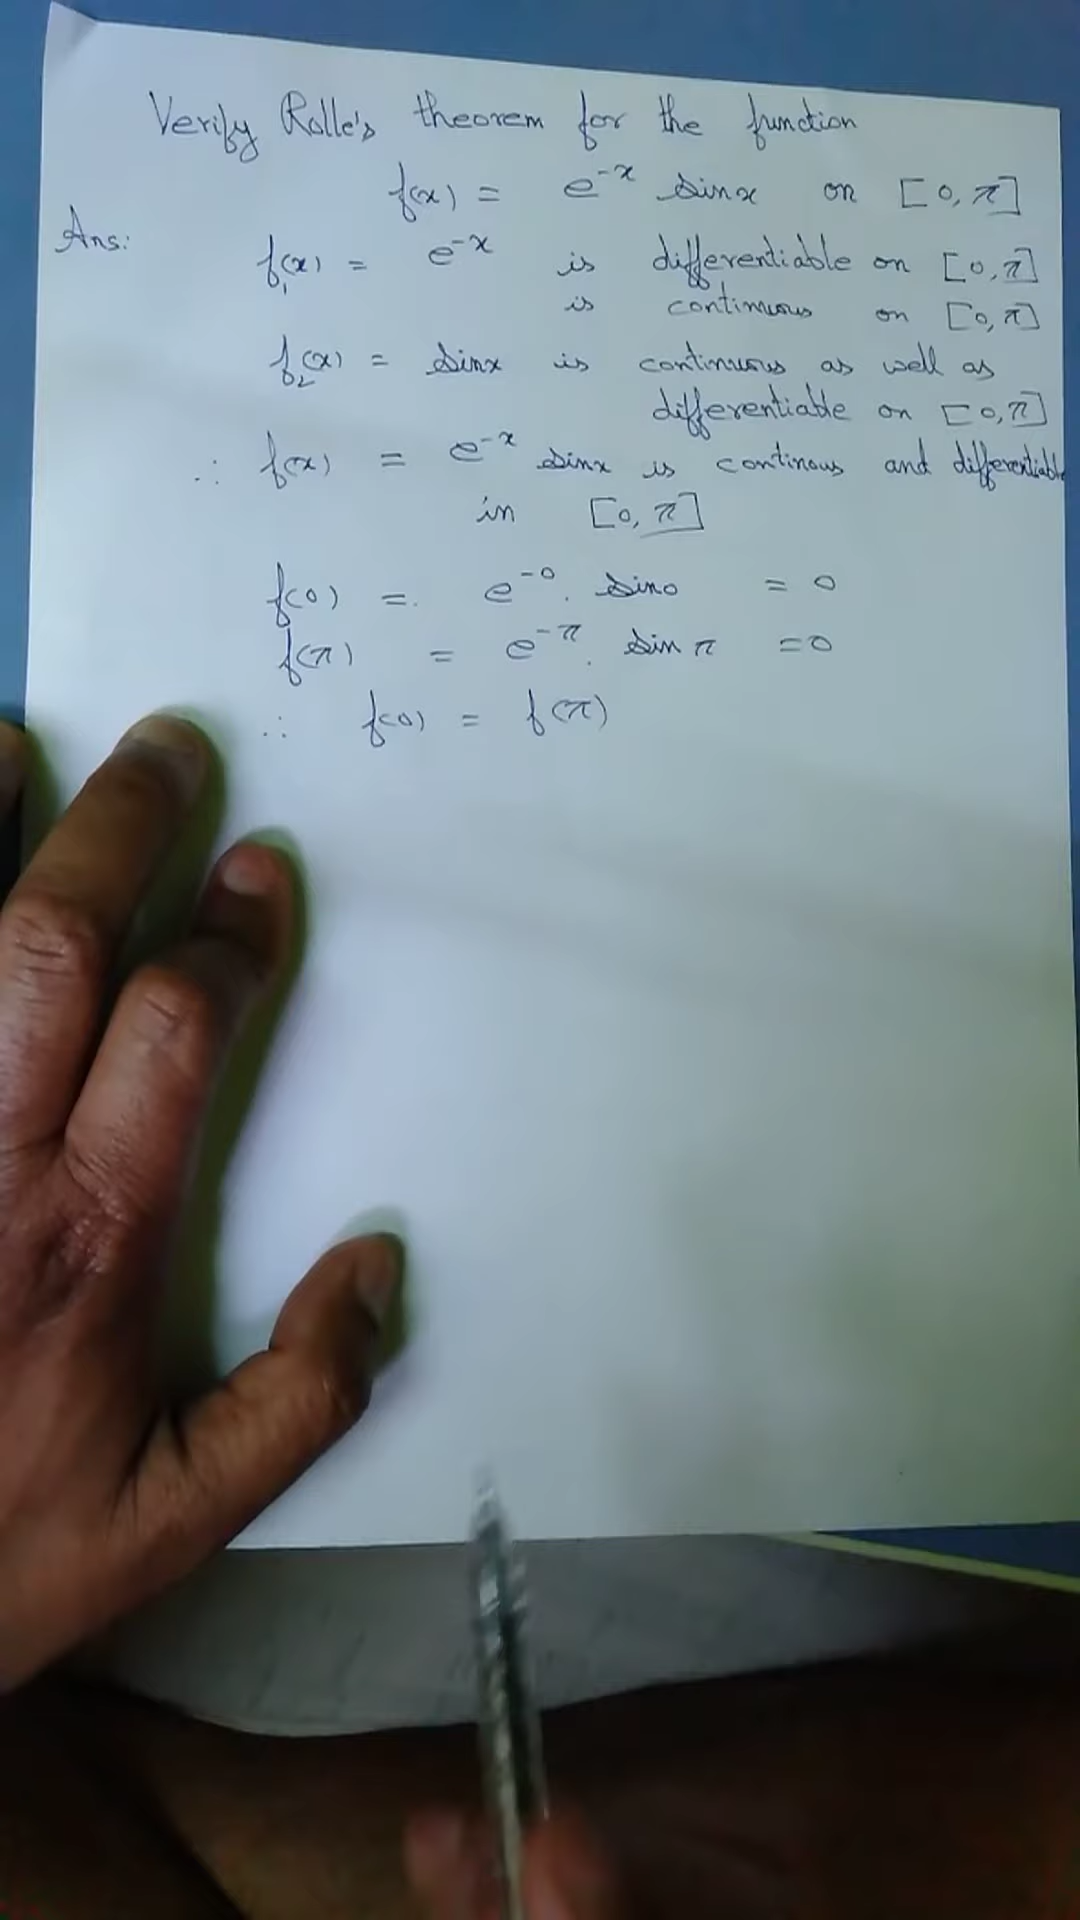 Verify Rolle's theorem for the function
f(x) = e^{-x} sinx on [0, π]
Ans:
f₁(x) = e^{-x} is differentiable on [0, π]
is continuous on [0, π]
f₂(x) = sinx is continuous as well as
differentiable on [0, π]
∴ f(x) = e^{-x} sinx is continous and differentiable
in [0, π]
f(0) = e^{-0} . sin0 = 0
f(π) = e^{-π} . sin π = 0
∴ f(0) = f(π)